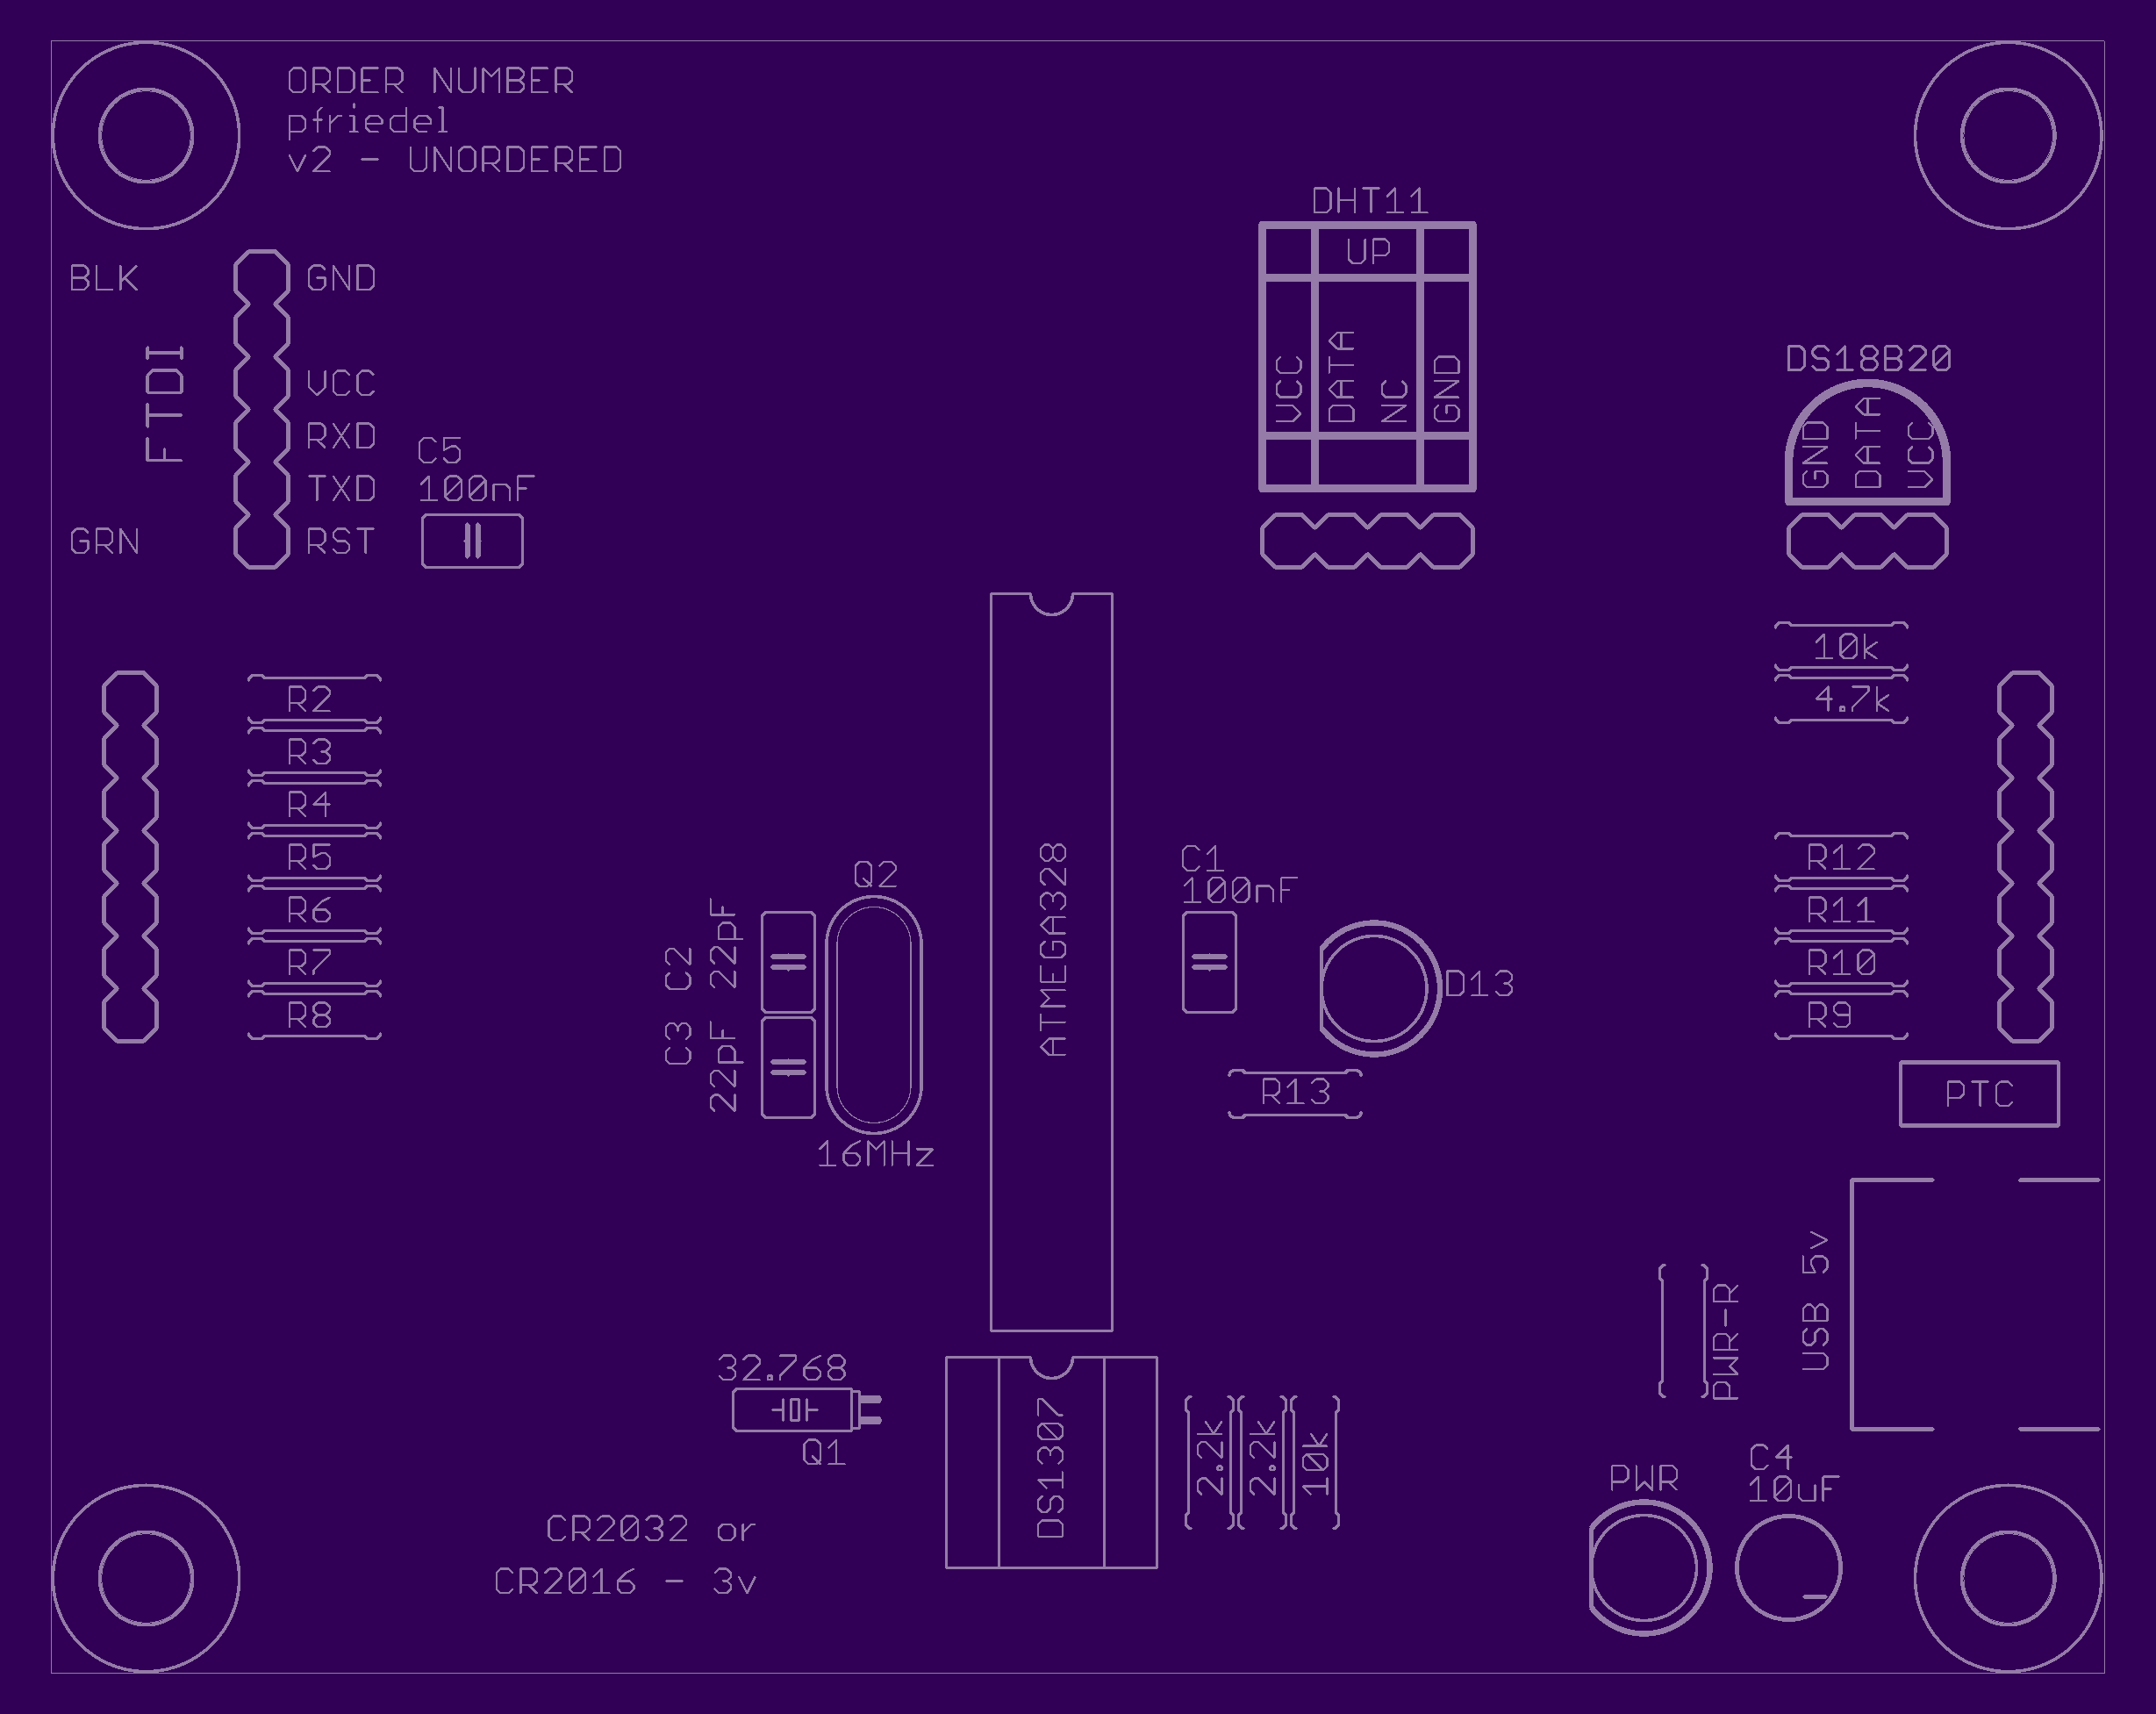 ORDER NUMBER
pfriedel
v2 - UNORDERED
DHT11
UP
VCC
DATA
NC
GND
BLK
GND
FTDI
VCC
RXD
TXD
GRN
RST
C5
100nF
DS18B20
GND
DATA
VCC
10k
4.7k
R2
R3
R4
R5
R6
R7
R8
Q2
C2
22pF
C3
22pF
16MHz
ATMEGA328
C1
100nF
D13
R13
R12
R11
R10
R9
PTC
USB 5v
PWR-R
32.768
Q1
DS1307
2.2k
2.2k
10k
PWR
C4
10uF
CR2032 or
CR2016 - 3v